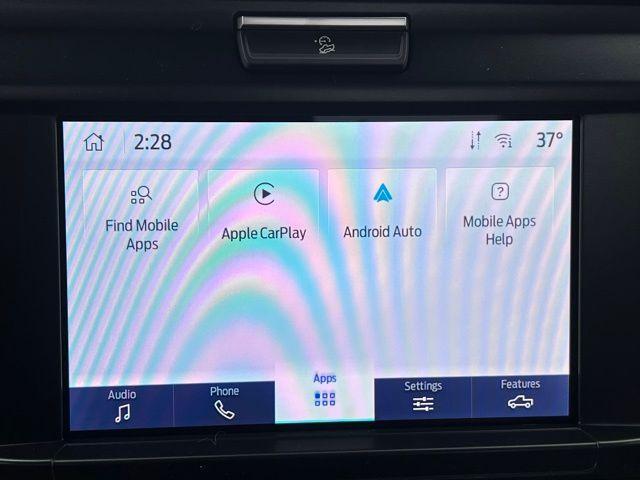 2:28
37°
Find Mobile
Apps
Apple CarPlay
Android Auto
Mobile Apps
Help
Audio
Phone
Apps
Settings
Features